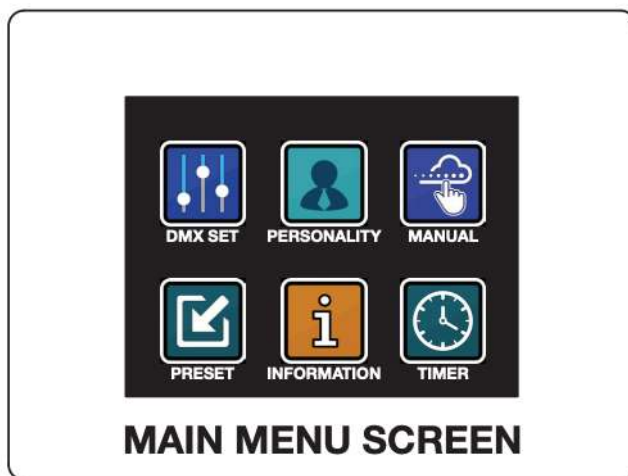 DMX SET PERSONALITY MANUAL
PRESET INFORMATION TIMER
MAIN MENU SCREEN